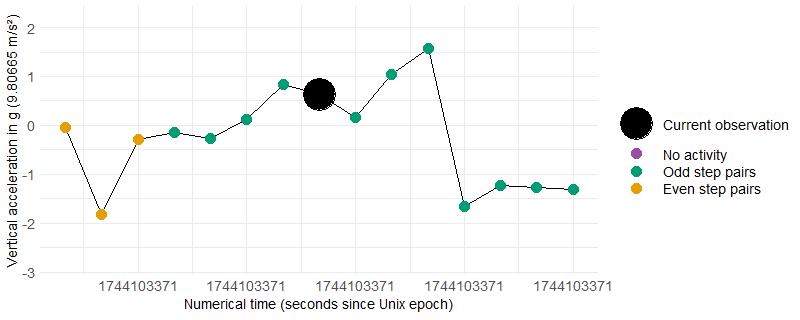 Vertical acceleration in g (9.80665 m/s²)
2
1
0
-1
-2
-3
1744103371 1744103371 1744103371 1744103371 1744103371
Numerical time (seconds since Unix epoch)
Current observation
No activity
Odd step pairs
Even step pairs